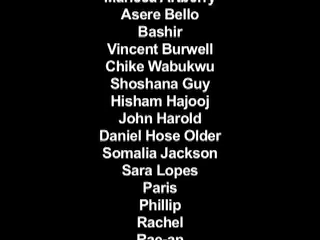 Asere Bello
Bashir
Vincent Burwell
Chike Wabukwu
Shoshana Guy
Hisham Hajooj
John Harold
Daniel Hose Older
Somalia Jackson
Sara Lopes
Paris
Phillip
Rachel